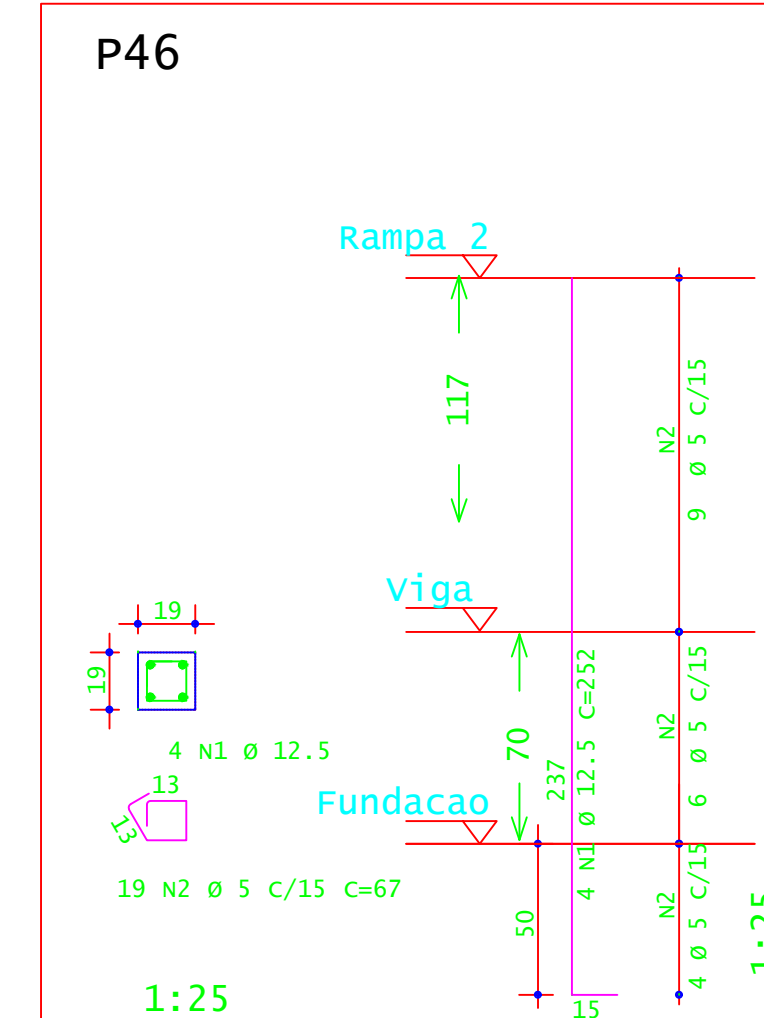 P46
Rampa 2
117
N2
9 Ø 5 C/15
Viga
19
19
4 N1 Ø 12.5
70
237
4 N1 Ø 12.5 C=252
N2
6 Ø 5 C/15
13
13
Fundacao
19 N2 Ø 5 C/15 C=67
50
N2
4 Ø 5 C/15
1:25
15
1:25